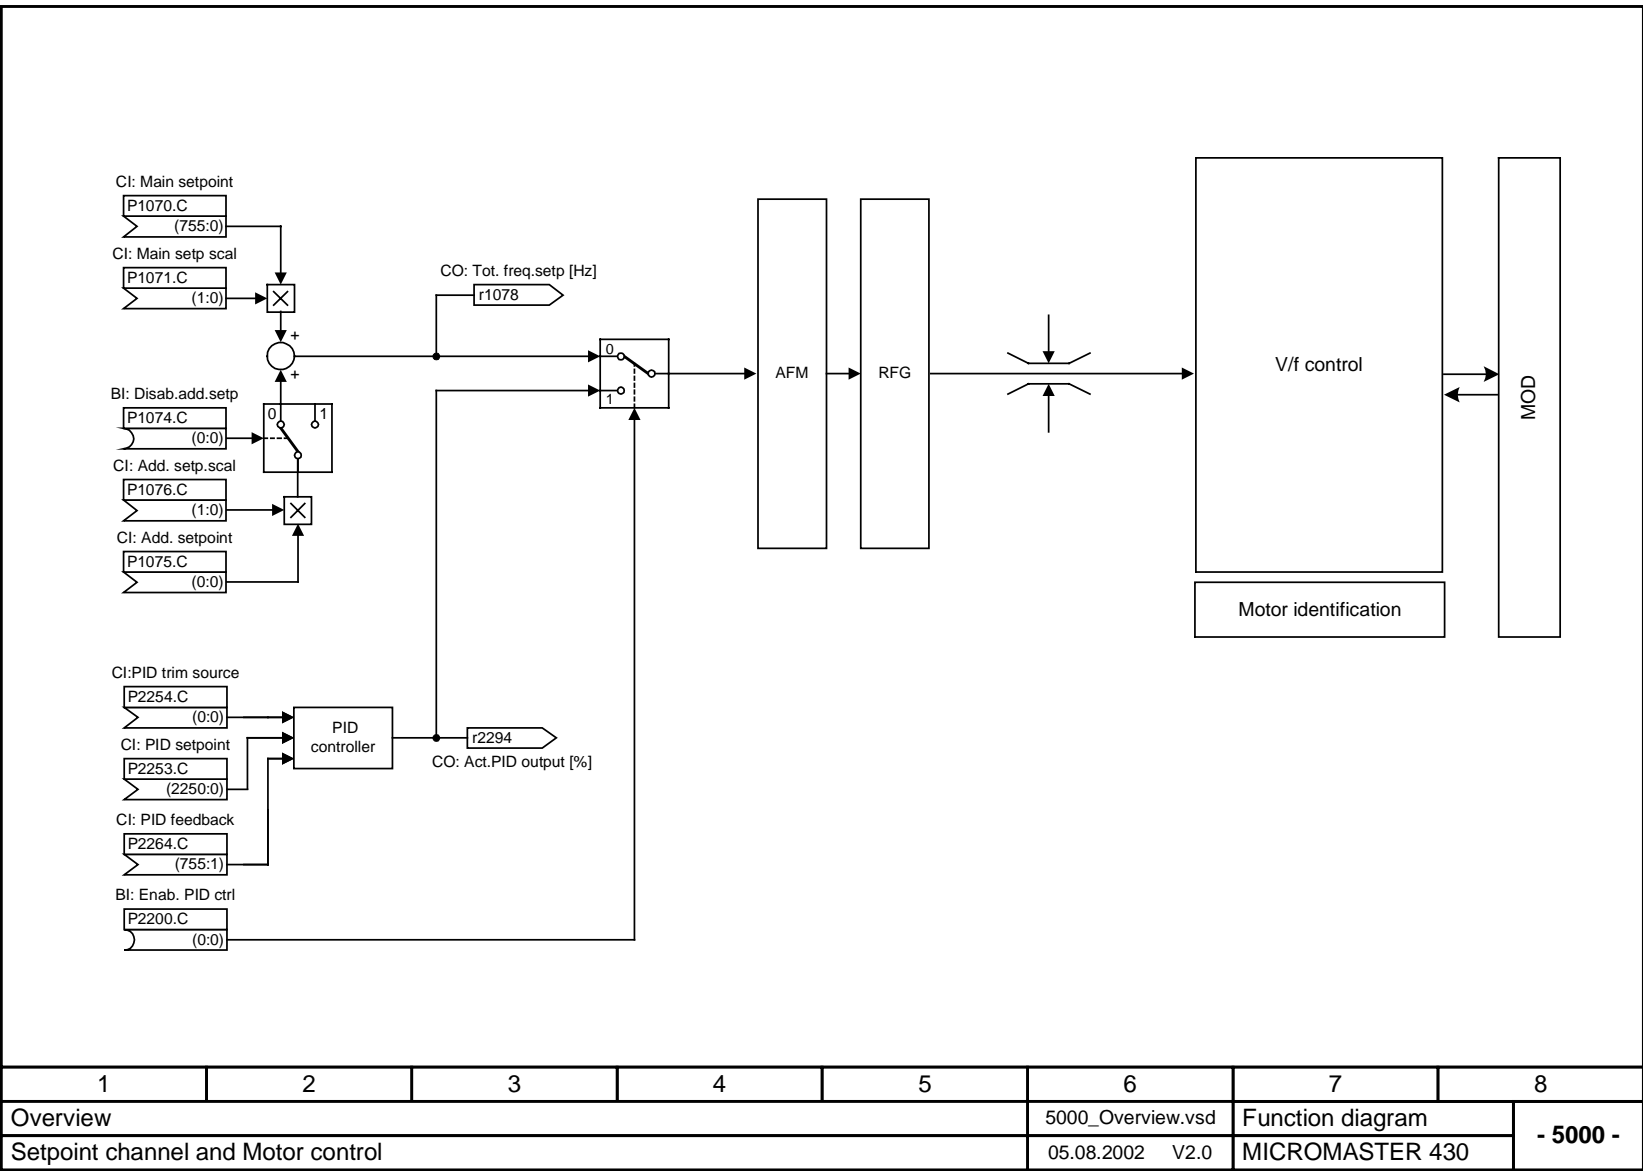 CI: Main setpoint
P1070.C
(755:0)
CI: Main setp scal
P1071.C
(1:0)
+
+
BI: Disab.add.setp
P1074.C
(0:0)
0 1
CI: Add. setp.scal
P1076.C
(1:0)
CI: Add. setpoint
P1075.C
(0:0)
CO: Tot. freq.setp [Hz]
r1078
0
1
AFM
RFG
V/f control
Motor identification
MOD
CI:PID trim source
P2254.C
(0:0)
CI: PID setpoint
P2253.C
(2250:0)
CI: PID feedback
P2264.C
(755:1)
BI: Enab. PID ctrl
P2200.C
(0:0)
PID
controller
r2294
CO: Act.PID output [%]
1 2 3 4 5 6 7 8
Overview 5000_Overview.vsd Function diagram
- 5000 -
Setpoint channel and Motor control 05.08.2002 V2.0 MICROMASTER 430